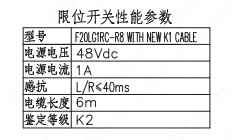 限位开关性能参数
型号 F20LG1RC-R8 WITH NEW K1 CABLE
电源电压 48Vdc
电源电流 1A
感抗 L/R≤40ms
电缆长度 6m
鉴定等级 K2